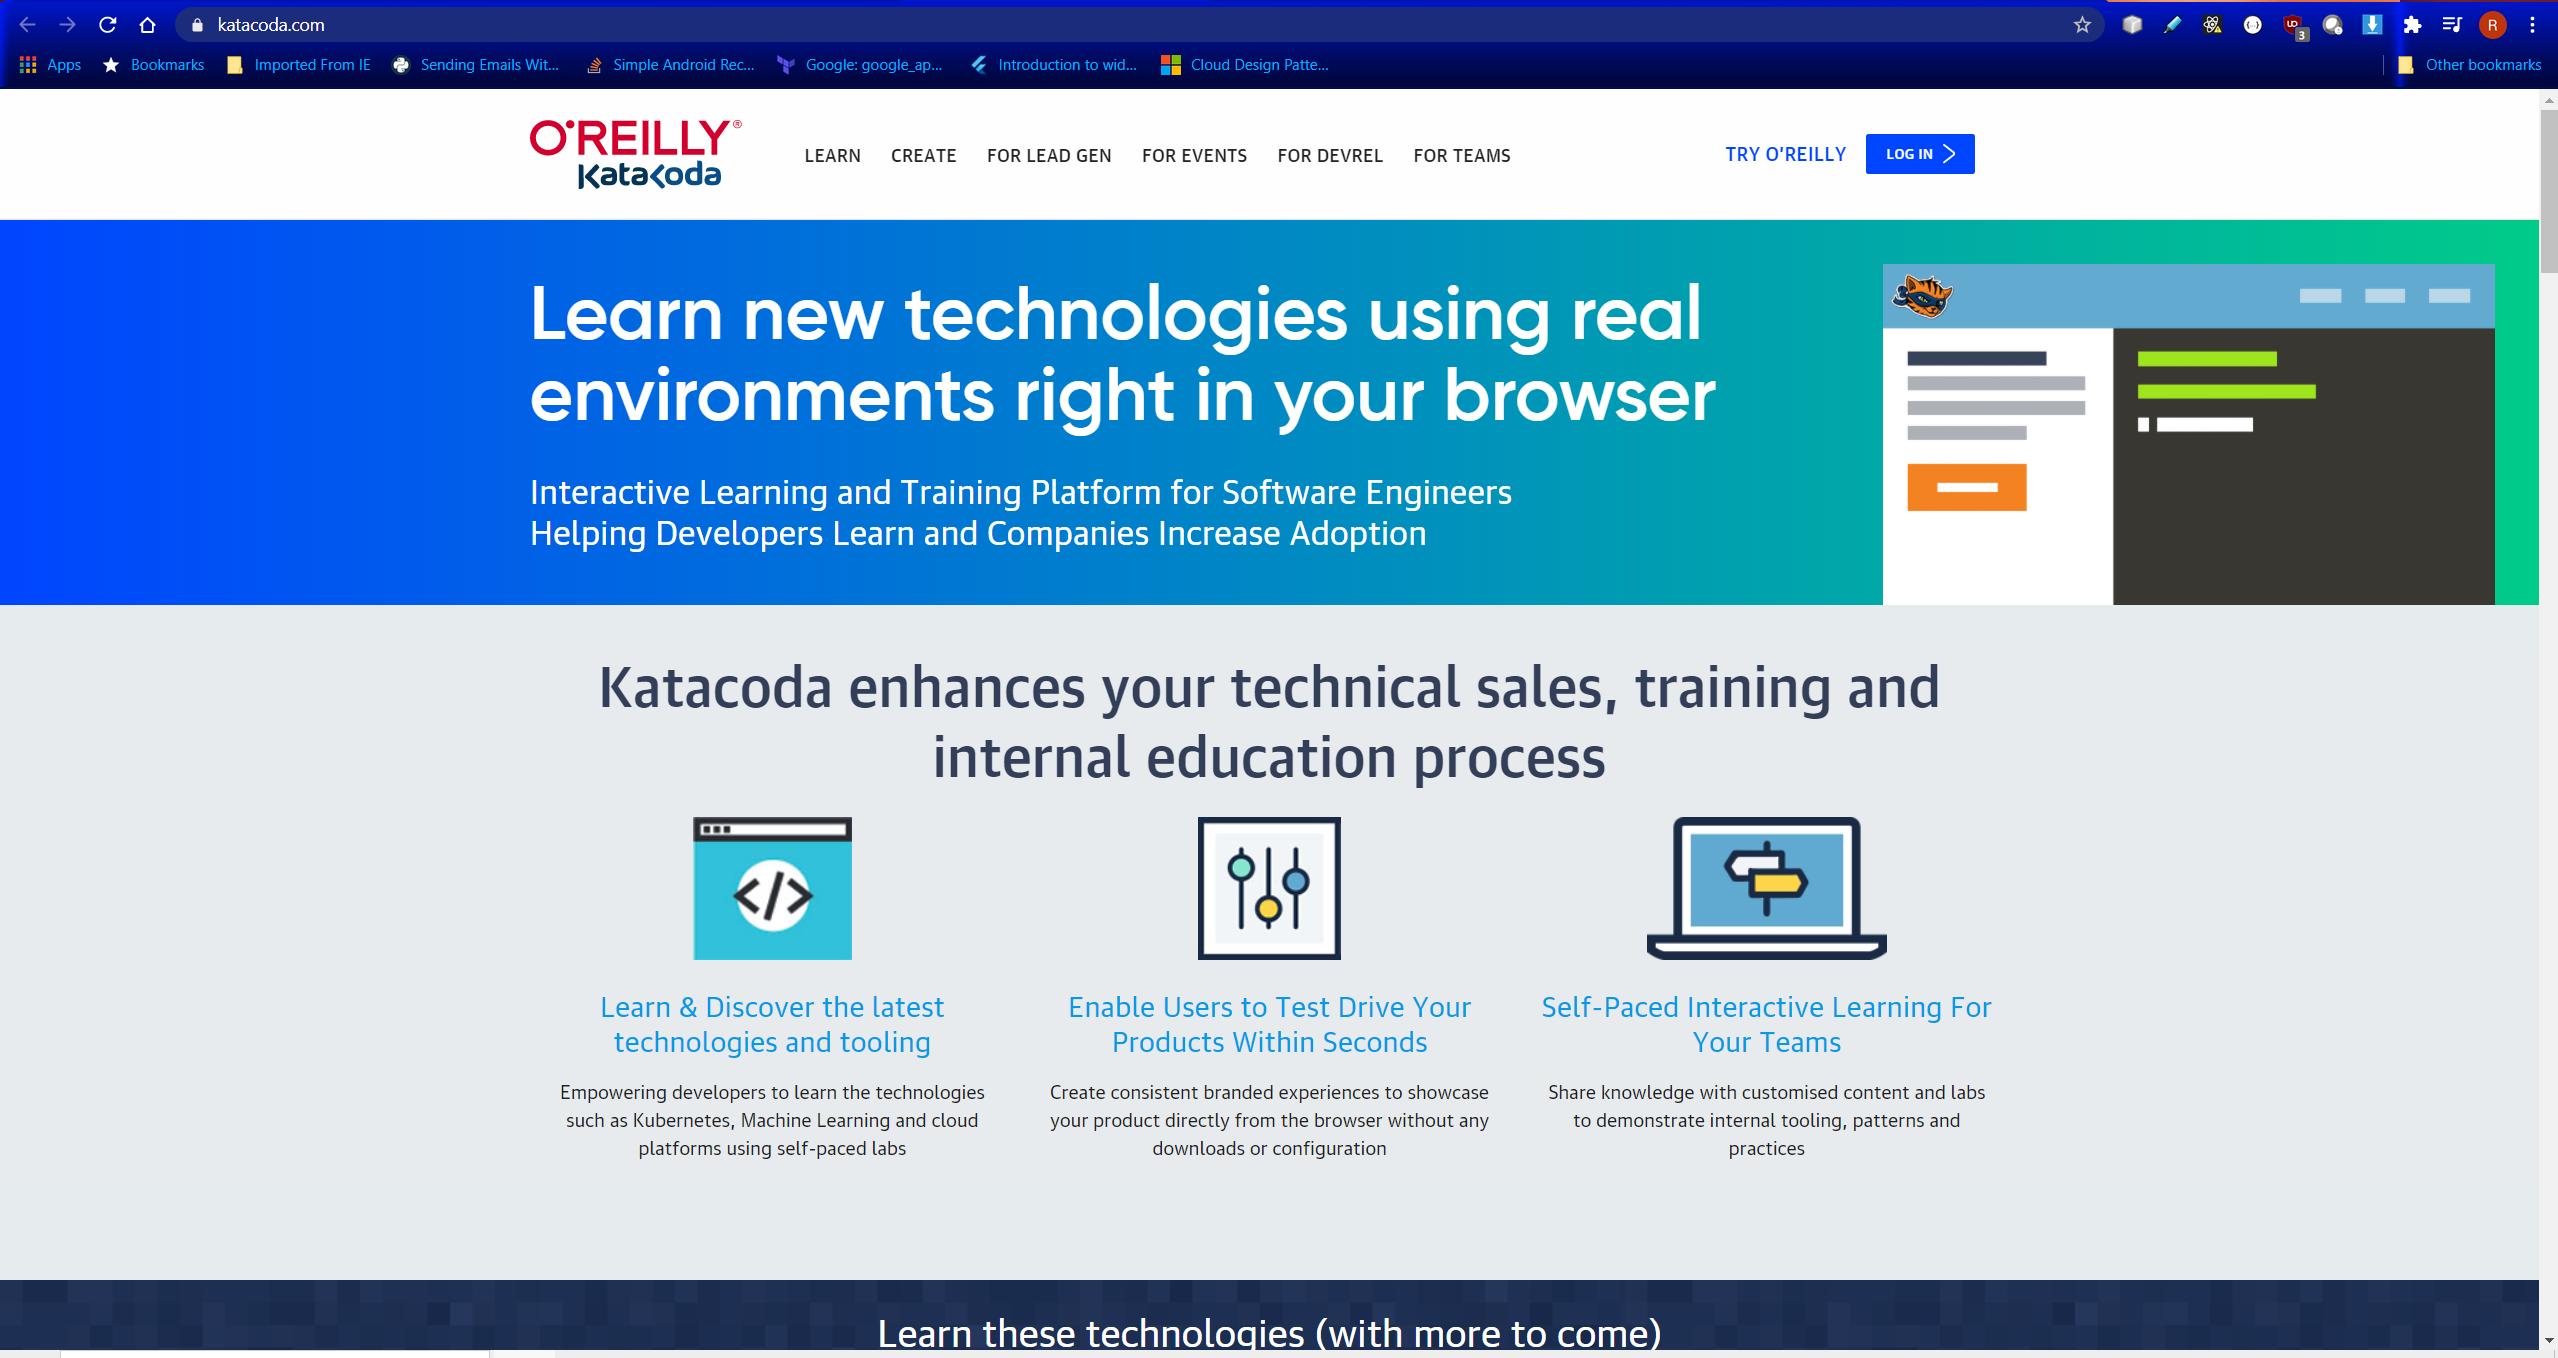 katacoda.com
3
R
Apps
Bookmarks
Imported From IE
Sending Emails Wit...
Simple Android Rec...
Google: google_ap...
Introduction to wid...
Cloud Design Patte...
Other bookmarks
O'REILLY®
Katacoda
LEARN
CREATE
FOR LEAD GEN
FOR EVENTS
FOR DEVREL
FOR TEAMS
TRY O'REILLY
LOG IN
Learn new technologies using real
environments right in your browser
Interactive Learning and Training Platform for Software Engineers
Helping Developers Learn and Companies Increase Adoption
Katacoda enhances your technical sales, training and
internal education process
</>
Learn & Discover the latest
technologies and tooling
Empowering developers to learn the technologies
such as Kubernetes, Machine Learning and cloud
platforms using self-paced labs
Enable Users to Test Drive Your
Products Within Seconds
Create consistent branded experiences to showcase
your product directly from the browser without any
downloads or configuration
Self-Paced Interactive Learning For
Your Teams
Share knowledge with customised content and labs
to demonstrate internal tooling, patterns and
practices
Learn these technologies (with more to come)